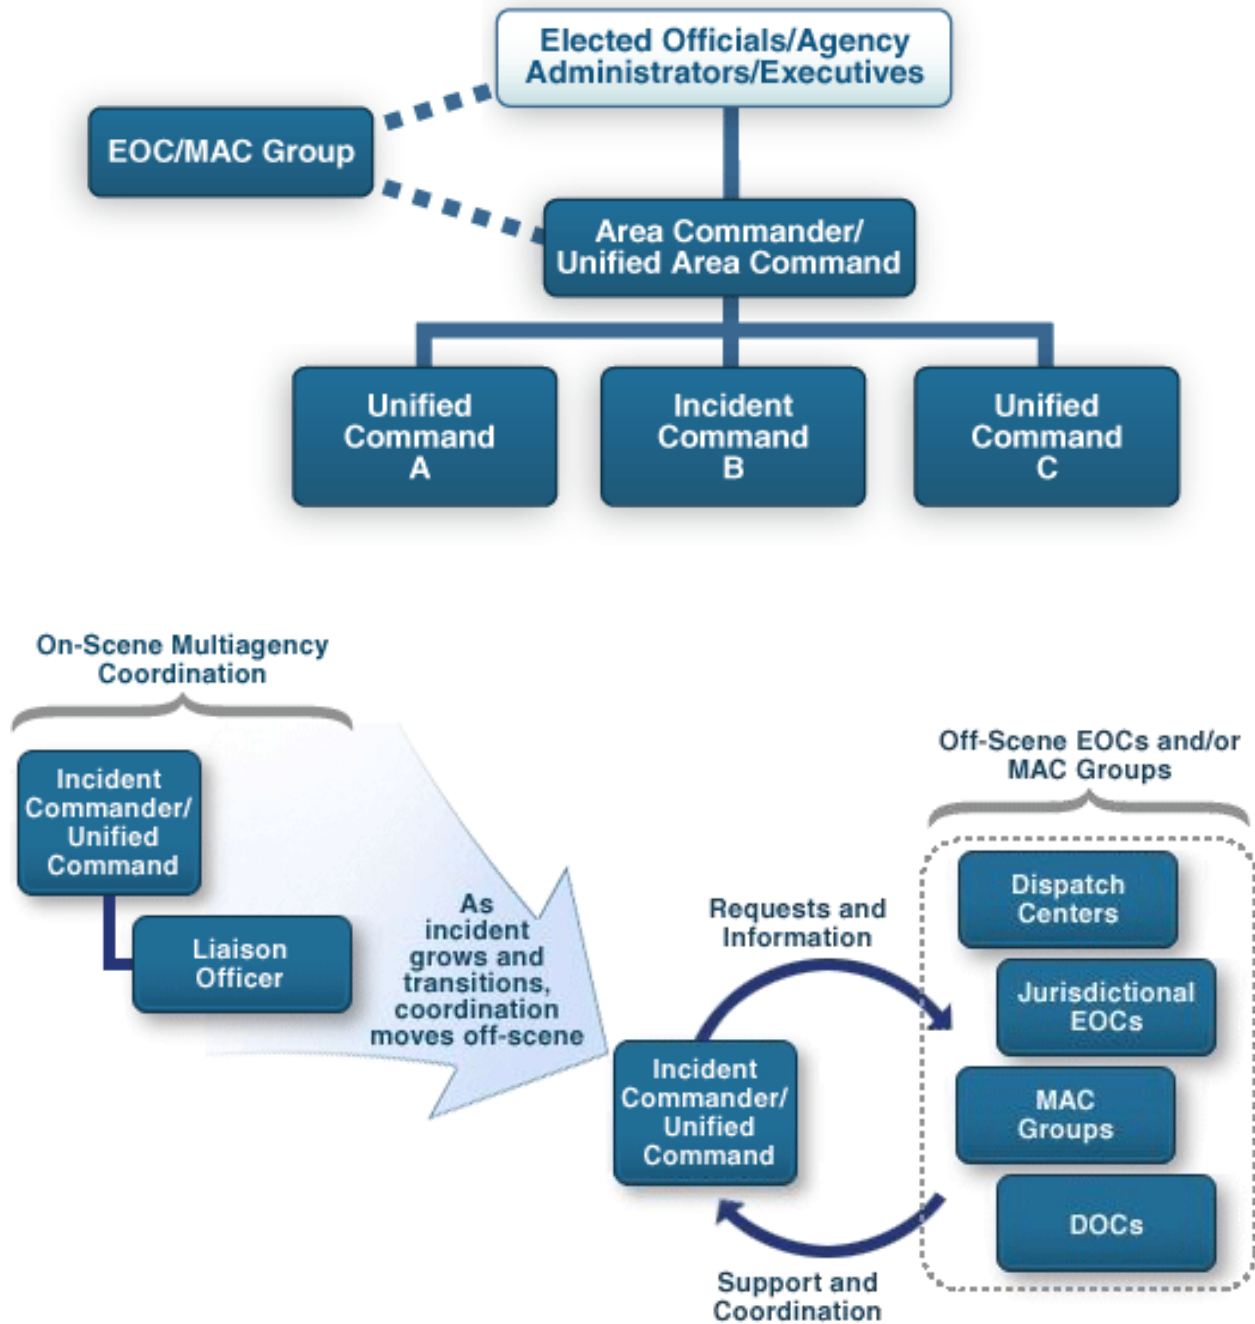 Elected Officials/Agency
Administrators/Executives
EOC/MAC Group
Area Commander/
Unified Area Command
Unified
Command
A
Incident
Command
B
Unified
Command
C
On-Scene Multiagency
Coordination
Incident
Commander/
Unified
Command
Liaison
Officer
As
incident
grows and
transitions,
coordination
moves off-scene
Incident
Commander/
Unified
Command
Requests and
Information
Support and
Coordination
Off-Scene EOCs and/or
MAC Groups
Dispatch
Centers
Jurisdictional
EOCs
MAC
Groups
DOCs